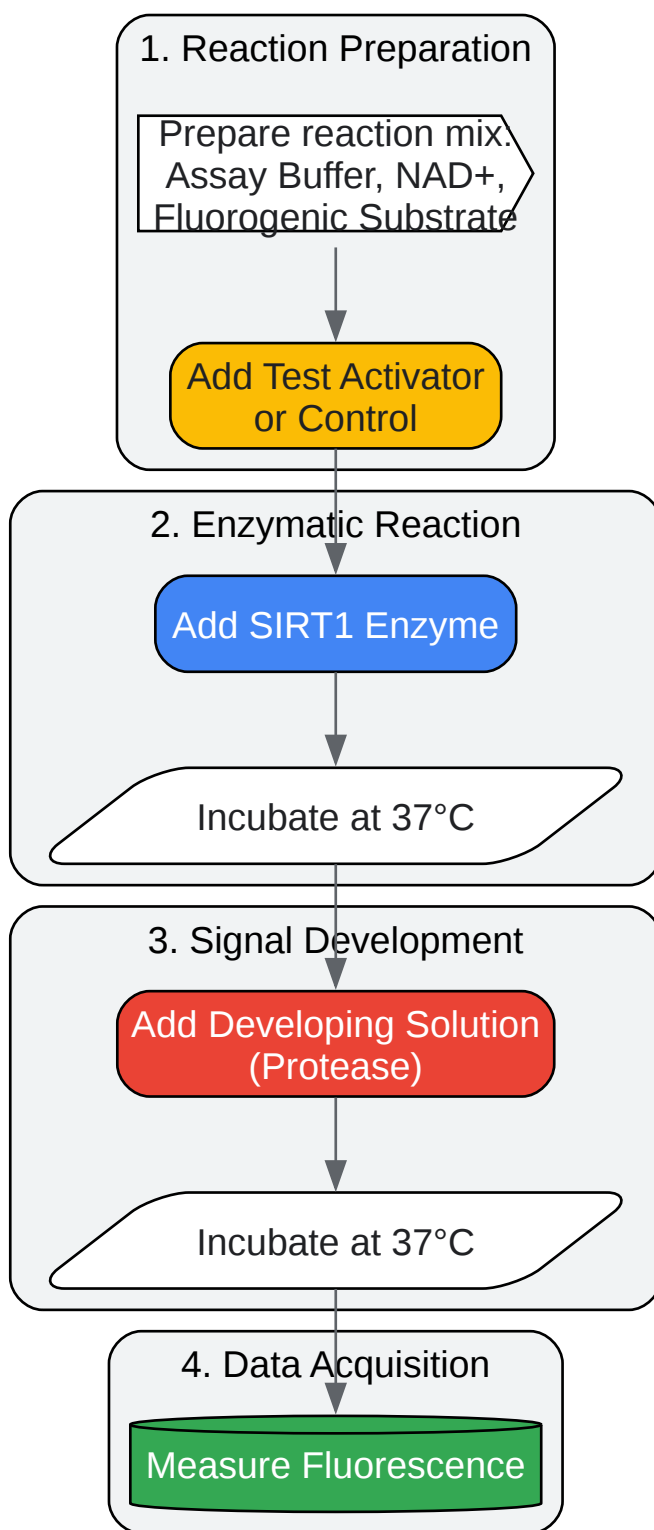 1. Reaction Preparation
Prepare reaction mix:
Assay Buffer, NAD+,
Fluorogenic Substrate
Add Test Activator
or Control
2. Enzymatic Reaction
Add SIRT1 Enzyme
Incubate at 37°C
3. Signal Development
Add Developing Solution
(Protease)
Incubate at 37°C
4. Data Acquisition
Measure Fluorescence